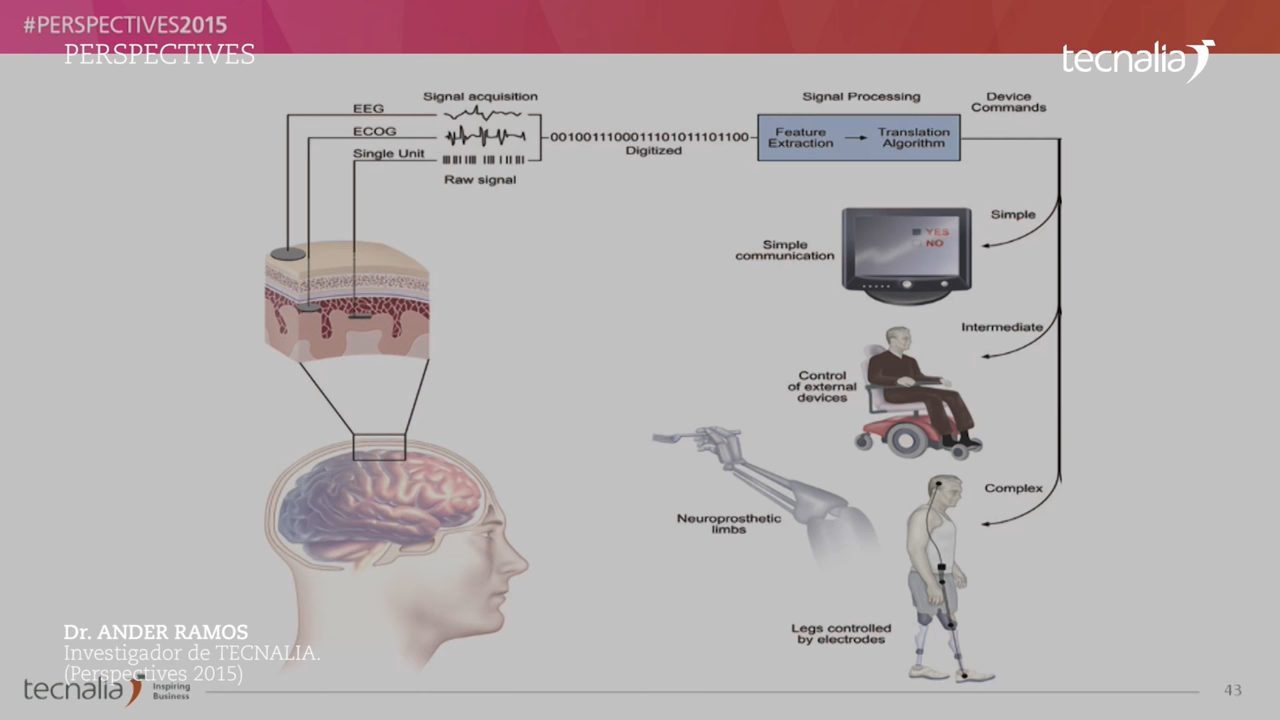 #PERSPECTIVES2015
PERSPECTIVES
tecnalia
Signal acquisition
EEG
ECOG
Single Unit
Raw signal
0010011100011101011101100
Digitized
Signal Processing
Feature
Extraction
Translation
Algorithm
Device
Commands
Simple
Simple
communication
YES
NO
Intermediate
Control
of external
devices
Complex
Neuroprosthetic
limbs
Legs controlled
by electrodes
Dr. ANDER RAMOS
Investigador de TECNALIA.
(Perspectives 2015)
tecnalia
Inspiring
Business
43